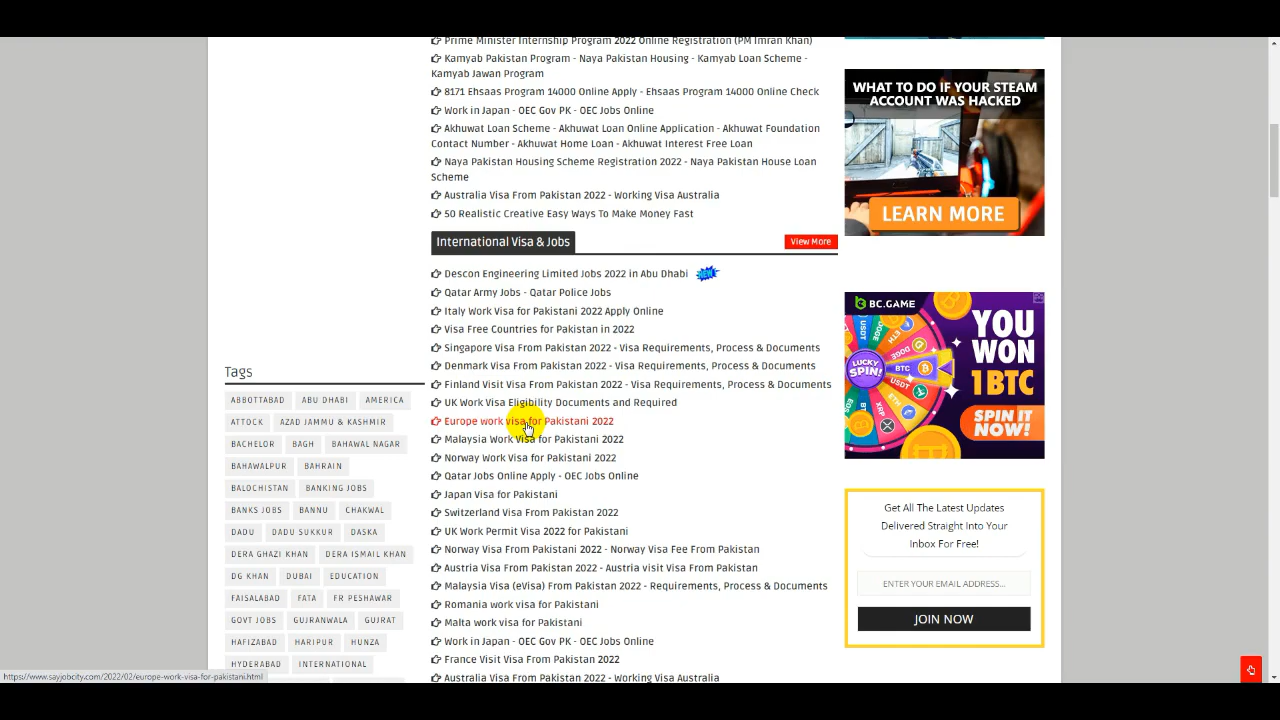 Prime Minister Internship Program 2022 Online Registration (PM Imran Khan)
Kamyab Pakistan Program - Naya Pakistan Housing - Kamyab Loan Scheme -
Kamyab Jawan Program
8171 Ehsaas Program 14000 Online Apply - Ehsaas Program 14000 Online Check
Work in Japan - OEC Gov PK - OEC Jobs Online
Akhuwat Loan Scheme - Akhuwat Loan Online Application - Akhuwat Foundation
Contact Number - Akhuwat Home Loan - Akhuwat Interest Free Loan
Naya Pakistan Housing Scheme Registration 2022 - Naya Pakistan House Loan
Scheme
Australia Visa From Pakistan 2022 - Working Visa Australia
50 Realistic Creative Easy Ways To Make Money Fast
International Visa & Jobs
View More
Descon Engineering Limited Jobs 2022 in Abu Dhabi
NEW
Qatar Army Jobs - Qatar Police Jobs
Italy Work Visa for Pakistani 2022 Apply Online
Visa Free Countries for Pakistan in 2022
Singapore Visa From Pakistan 2022 - Visa Requirements, Process & Documents
Denmark Visa From Pakistan 2022 - Visa Requirements, Process & Documents
Finland Visit Visa From Pakistan 2022 - Visa Requirements, Process & Documents
UK Work Visa Eligibility Documents and Required
Europe work visa for Pakistani 2022
Malaysia Work Visa for Pakistani 2022
Norway Work Visa for Pakistani 2022
Qatar Jobs Online Apply - OEC Jobs Online
Japan Visa for Pakistani
Switzerland Visa From Pakistan 2022
UK Work Permit Visa 2022 for Pakistani
Norway Visa From Pakistani 2022 - Norway Visa Fee From Pakistan
Austria Visa From Pakistan 2022 - Austria visit Visa From Pakistan
Malaysia Visa (eVisa) From Pakistan 2022 - Requirements, Process & Documents
Romania work visa for Pakistani
Malta work visa for Pakistani
Work in Japan - OEC Gov PK - OEC Jobs Online
France Visit Visa From Pakistan 2022
Australia Visa From Pakistan 2022 - Working Visa Australia
Tags
ABBOTTABAD ABU DHABI AMERICA
ATTOCK AZAD JAMMU & KASHMIR
BACHELOR BAGH BAHAWAL NAGAR
BAHAWALPUR BAHRAIN
BALOCHISTAN BANKING JOBS
BANKS JOBS BANNU CHAKWAL
DADU DADU SUKKUR DASKA
DERA GHAZI KHAN DERA ISMAIL KHAN
DG KHAN DUBAI EDUCATION
FAISALABAD FATA FR PESHAWAR
GOVT JOBS GUJRANWALA GUJRAT
HAFIZABAD HARIPUR HUNZA
HYDERABAD INTERNATIONAL
WHAT TO DO IF YOUR STEAM
ACCOUNT WAS HACKED
LEARN MORE
BC.GAME
YOU
WON
1BTC
SPIN IT
NOW!
LUCKY
SPIN!
USDT
DOGE
ETH
BTC
USDT
XRP
ETH
EOS
Get All The Latest Updates
Delivered Straight Into Your
Inbox For Free!
ENTER YOUR EMAIL ADDRESS...
JOIN NOW
https://www.sayjobcity.com/2022/02/europe-work-visa-for-pakistani.html